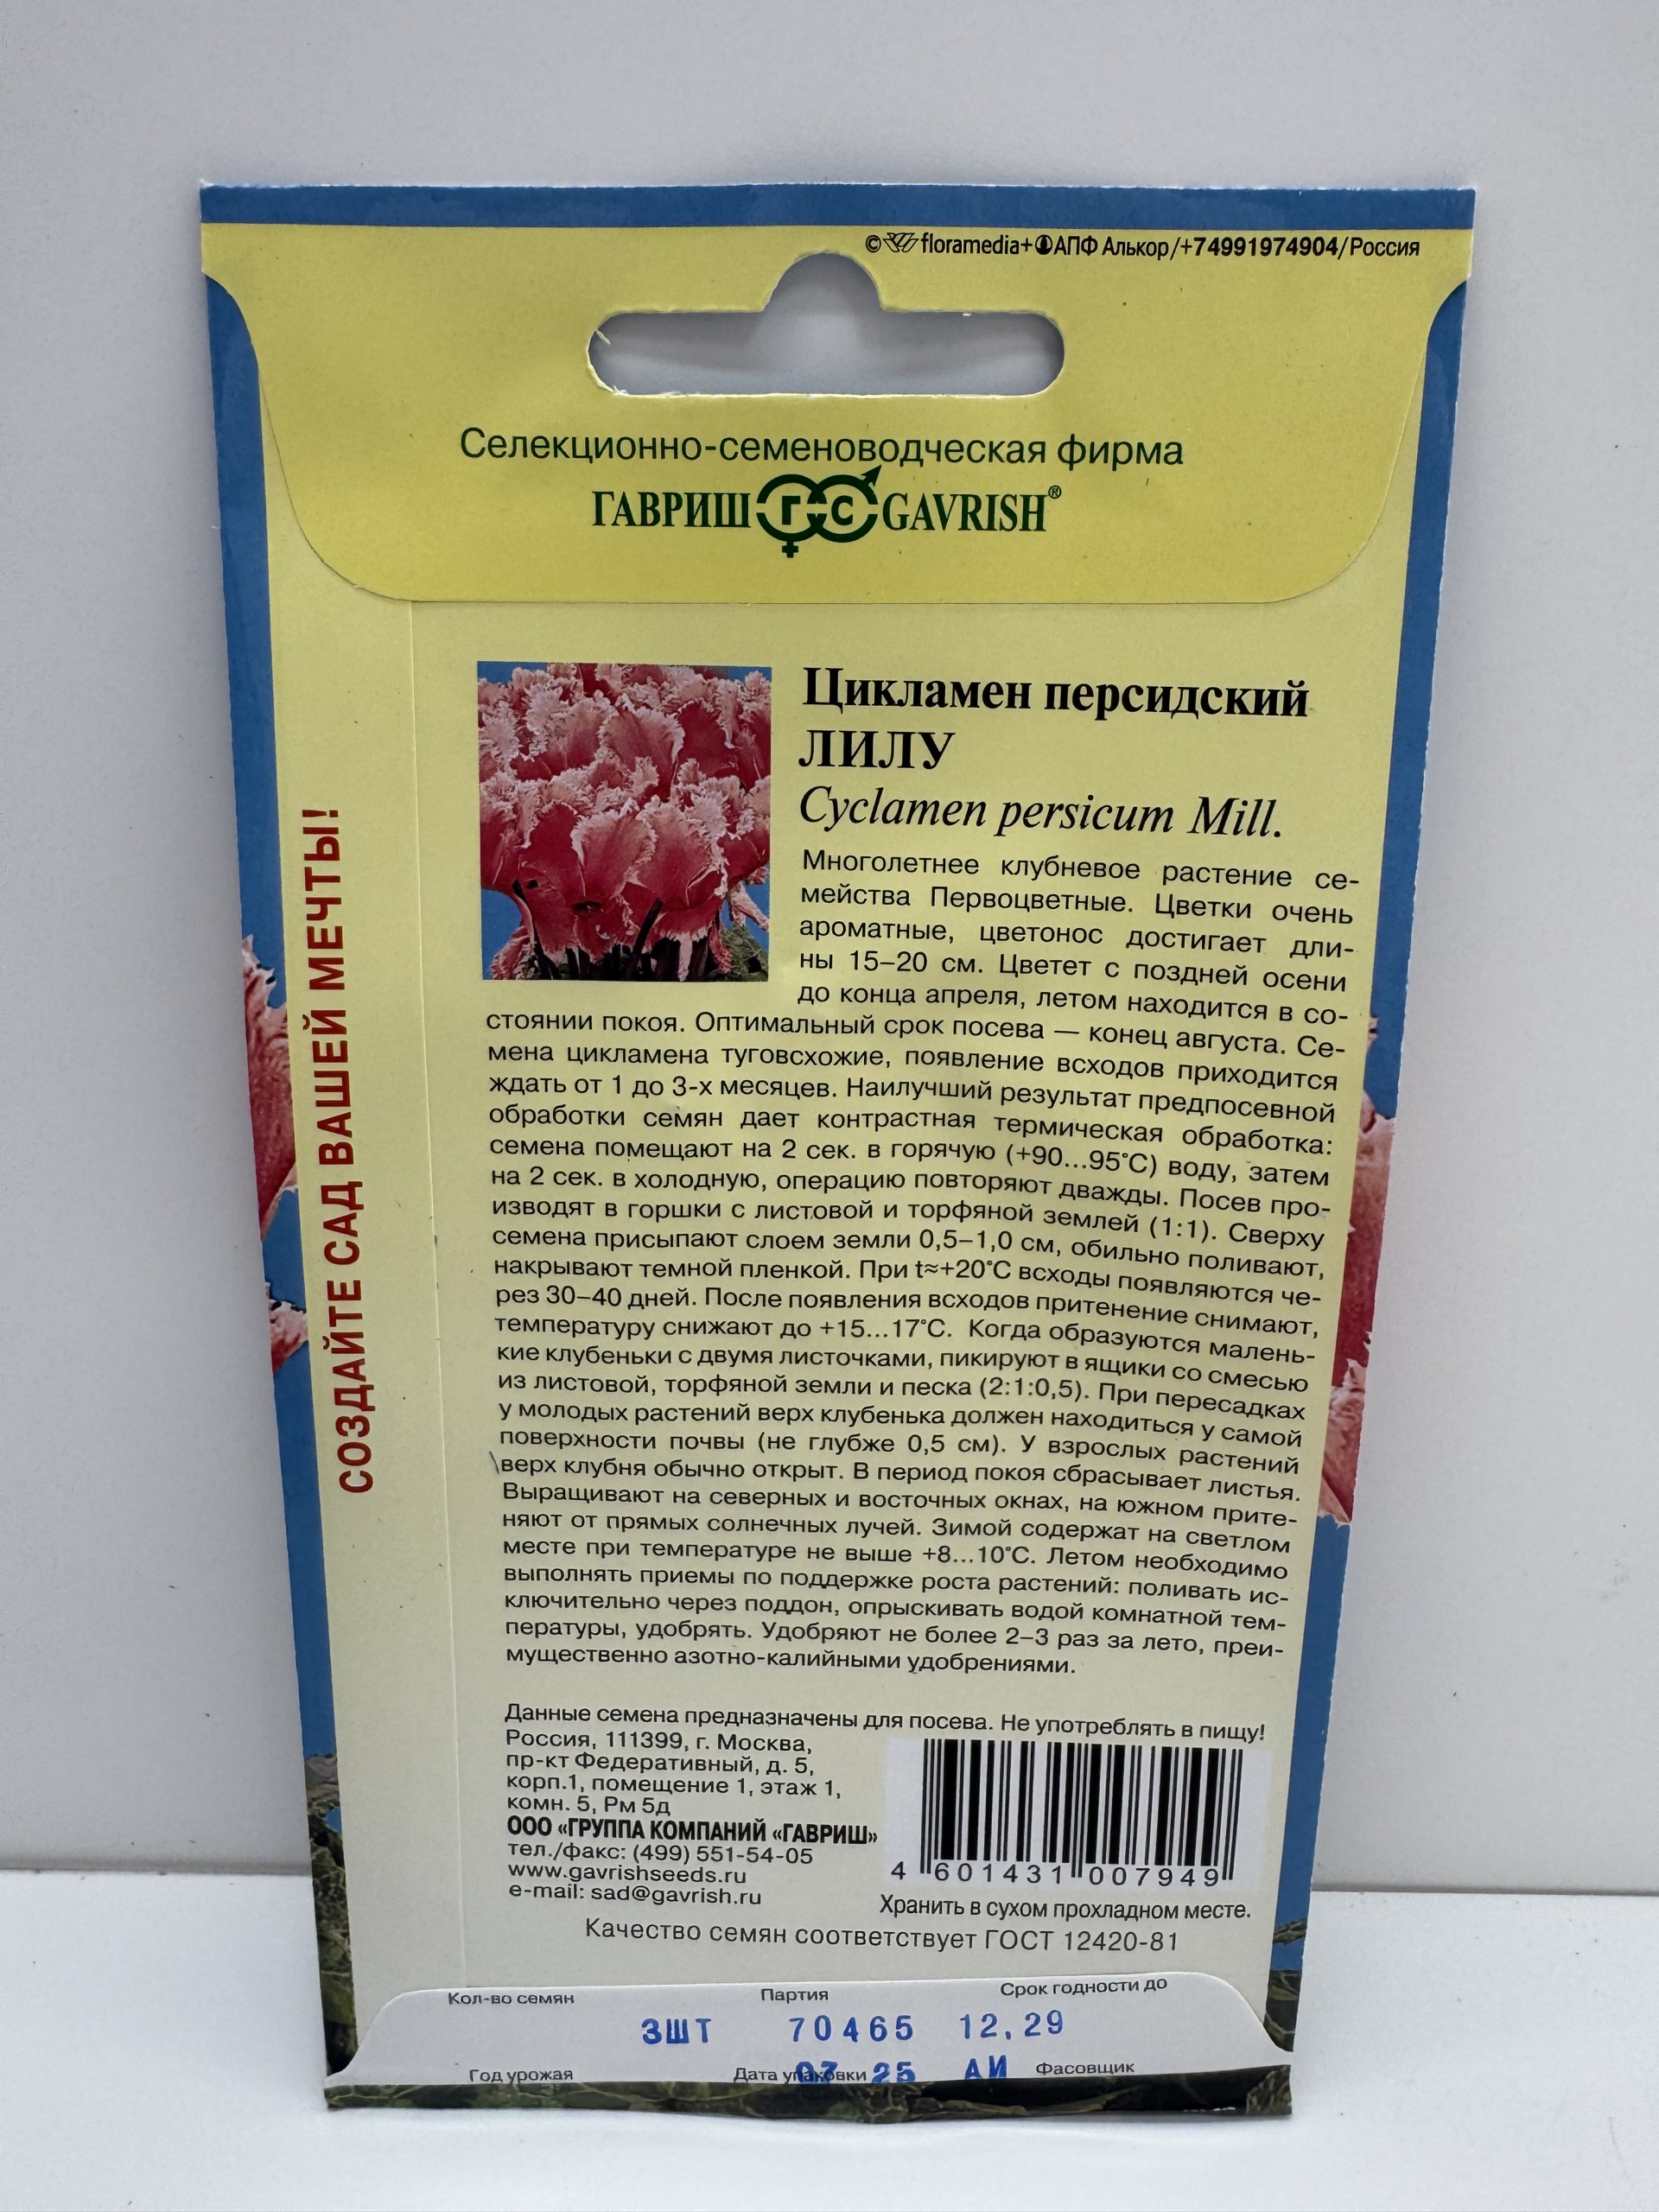 © floramedia+ АПФ Алькор/+74991974904/Россия
Селекционно-семеноводческая фирма
ГАВРИШ ГС GAVRISH®
СОЗДАЙТЕ САД ВАШЕЙ МЕЧТЫ!
Цикламен персидский
ЛИЛУ
Cyclamen persicum Mill.
Многолетнее клубневое растение се-
мейства Первоцветные. Цветки очень
ароматные, цветонос достигает дли-
ны 15–20 см. Цветет с поздней осени
до конца апреля, летом находится в со-
стоянии покоя. Оптимальный срок посева — конец августа. Се-
мена цикламена туговсхожие, появление всходов приходится
ждать от 1 до 3-х месяцев. Наилучший результат предпосевной
обработки семян дает контрастная термическая обработка:
семена помещают на 2 сек. в горячую (+90...95°С) воду, затем
на 2 сек. в холодную, операцию повторяют дважды. Посев про-
изводят в горшки с листовой и торфяной землей (1:1). Сверху
семена присыпают слоем земли 0,5–1,0 см, обильно поливают,
накрывают темной пленкой. При t≈+20°С всходы появляются че-
рез 30–40 дней. После появления всходов притенение снимают,
температуру снижают до +15...17°С. Когда образуются малень-
кие клубеньки с двумя листочками, пикируют в ящики со смесью
из листовой, торфяной земли и песка (2:1:0,5). При пересадках
у молодых растений верх клубенька должен находиться у самой
поверхности почвы (не глубже 0,5 см). У взрослых растений
верх клубня обычно открыт. В период покоя сбрасывает листья.
Выращивают на северных и восточных окнах, на южном прите-
няют от прямых солнечных лучей. Зимой содержат на светлом
месте при температуре не выше +8...10°С. Летом необходимо
выполнять приемы по поддержке роста растений: поливать ис-
ключительно через поддон, опрыскивать водой комнатной тем-
пературы, удобрять. Удобряют не более 2–3 раз за лето, преи-
мущественно азотно-калийными удобрениями.
Данные семена предназначены для посева. Не употреблять в пищу!
Россия, 111399, г. Москва,
пр-кт Федеративный, д. 5,
корп.1, помещение 1, этаж 1,
комн. 5, Рм 5д
ООО «ГРУППА КОМПАНИЙ «ГАВРИШ»
тел./факс: (499) 551-54-05
www.gavrishseeds.ru
e-mail: sad@gavrish.ru
4 601431 007949
Хранить в сухом прохладном месте.
Качество семян соответствует ГОСТ 12420-81
Кол-во семян Партия Срок годности до
3ШТ 70465 12,29
Год урожая Дата упаковки 07 25 АИ Фасовщик